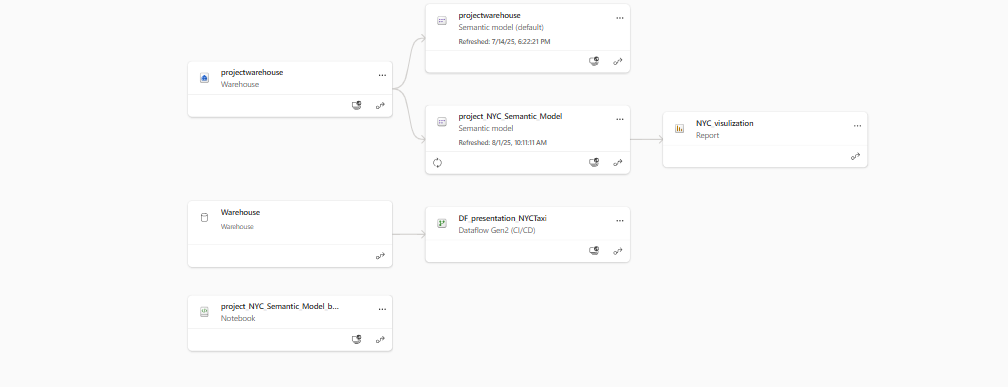 projectwarehouse
Semantic model (default)
Refreshed: 7/14/25, 6:22:21 PM
projectwarehouse
Warehouse
project_NYC_Semantic_Model
Semantic model
Refreshed: 8/1/25, 10:11:11 AM
NYC_visulization
Report
Warehouse
Warehouse
DF_presentation_NYCTaxi
Dataflow Gen2 (CI/CD)
project_NYC_Semantic_Model_b...
Notebook